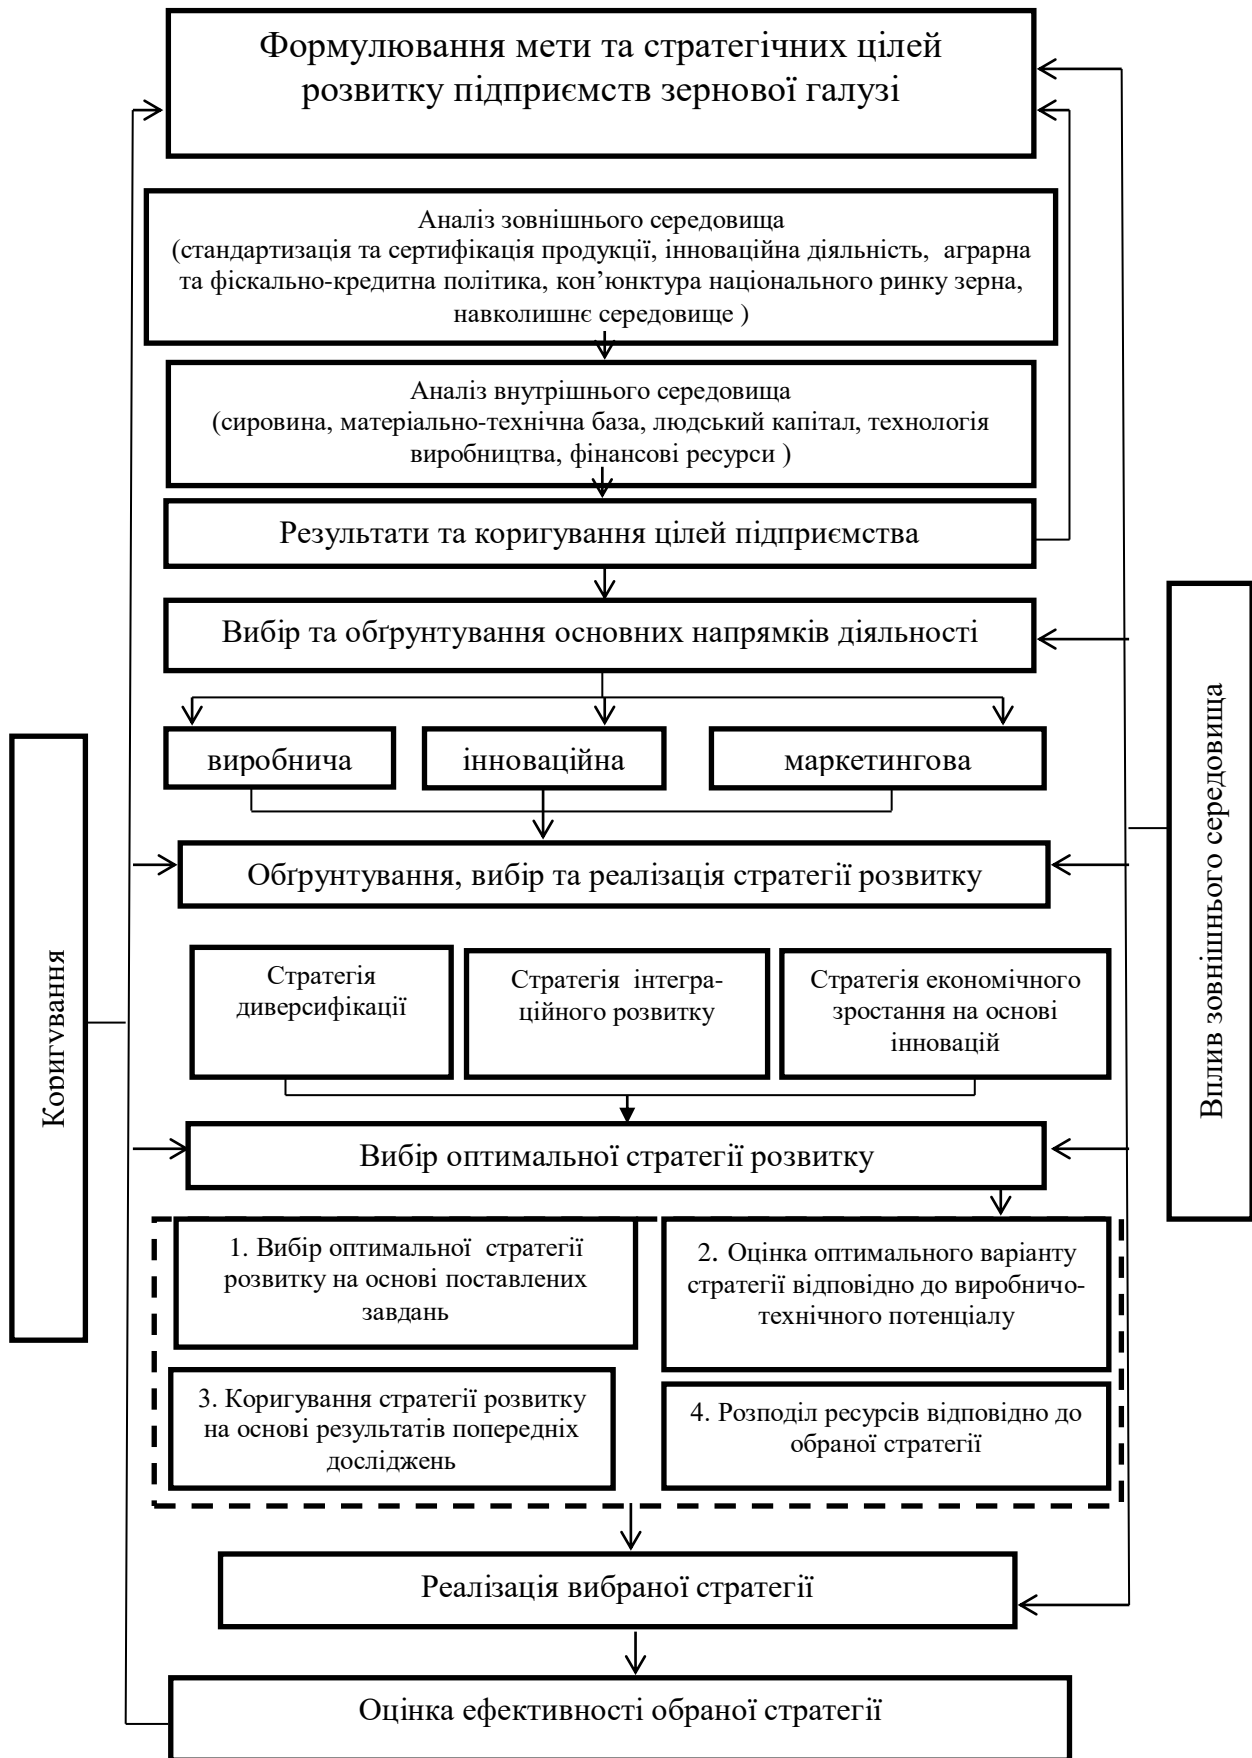 Формулювання мети та стратегічних цілей
розвитку підприємств зернової галузі
Аналіз зовнішнього середовища
(стандартизація та сертифікація продукції, інноваційна діяльність, аграрна
та фіскально-кредитна політика, кон’юнктура національного ринку зерна,
навколишнє середовище )
Аналіз внутрішнього середовища
(сировина, матеріально-технічна база, людський капітал, технологія
виробництва, фінансові ресурси )
Результати та коригування цілей підприємства
Вибір та обґрунтування основних напрямків діяльності
виробнича
інноваційна
маркетингова
Обґрунтування, вибір та реалізація стратегії розвитку
Стратегія
диверсифікації
Стратегія інтегра-
ційного розвитку
Стратегія економічного
зростання на основі
інновацій
Вибір оптимальної стратегії розвитку
1. Вибір оптимальної стратегії
розвитку на основі поставлених
завдань
2. Оцінка оптимального варіанту
стратегії відповідно до виробничо-
технічного потенціалу
3. Коригування стратегії розвитку
на основі результатів попередніх
досліджень
4. Розподіл ресурсів відповідно до
обраної стратегії
Реалізація вибраної стратегії
Оцінка ефективності обраної стратегії
Коригування
Вплив зовнішнього середовища